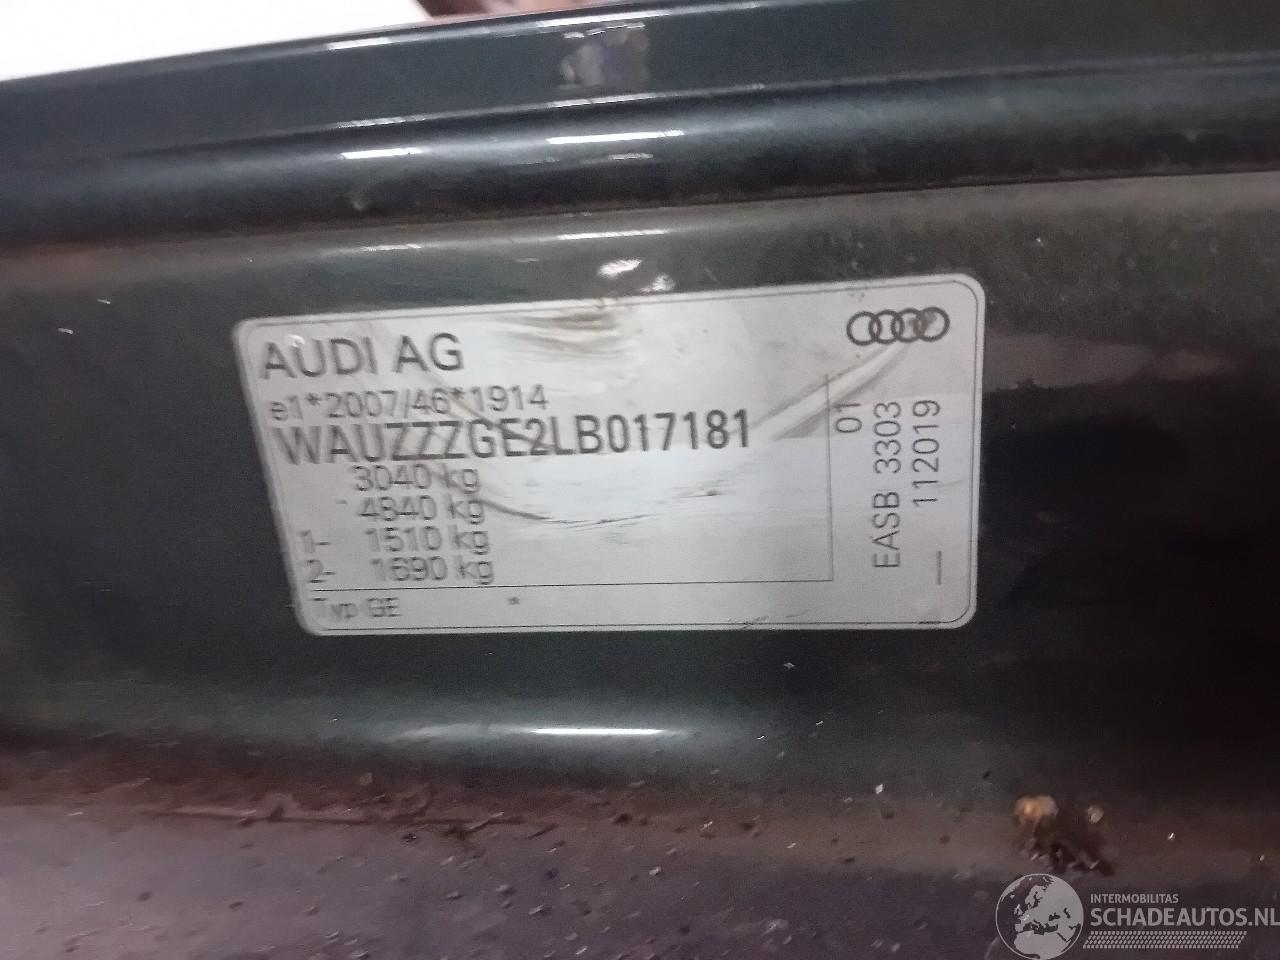 AUDI AG
e1*2007/46*1914
WAUZZZGE2LB017181
3040 kg
4840 kg
1- 1510 kg
2- 1690 kg
Typ GE *
01
EASB 3303
112019
INTERMOBILITAS
SCHADEAUTOS.NL